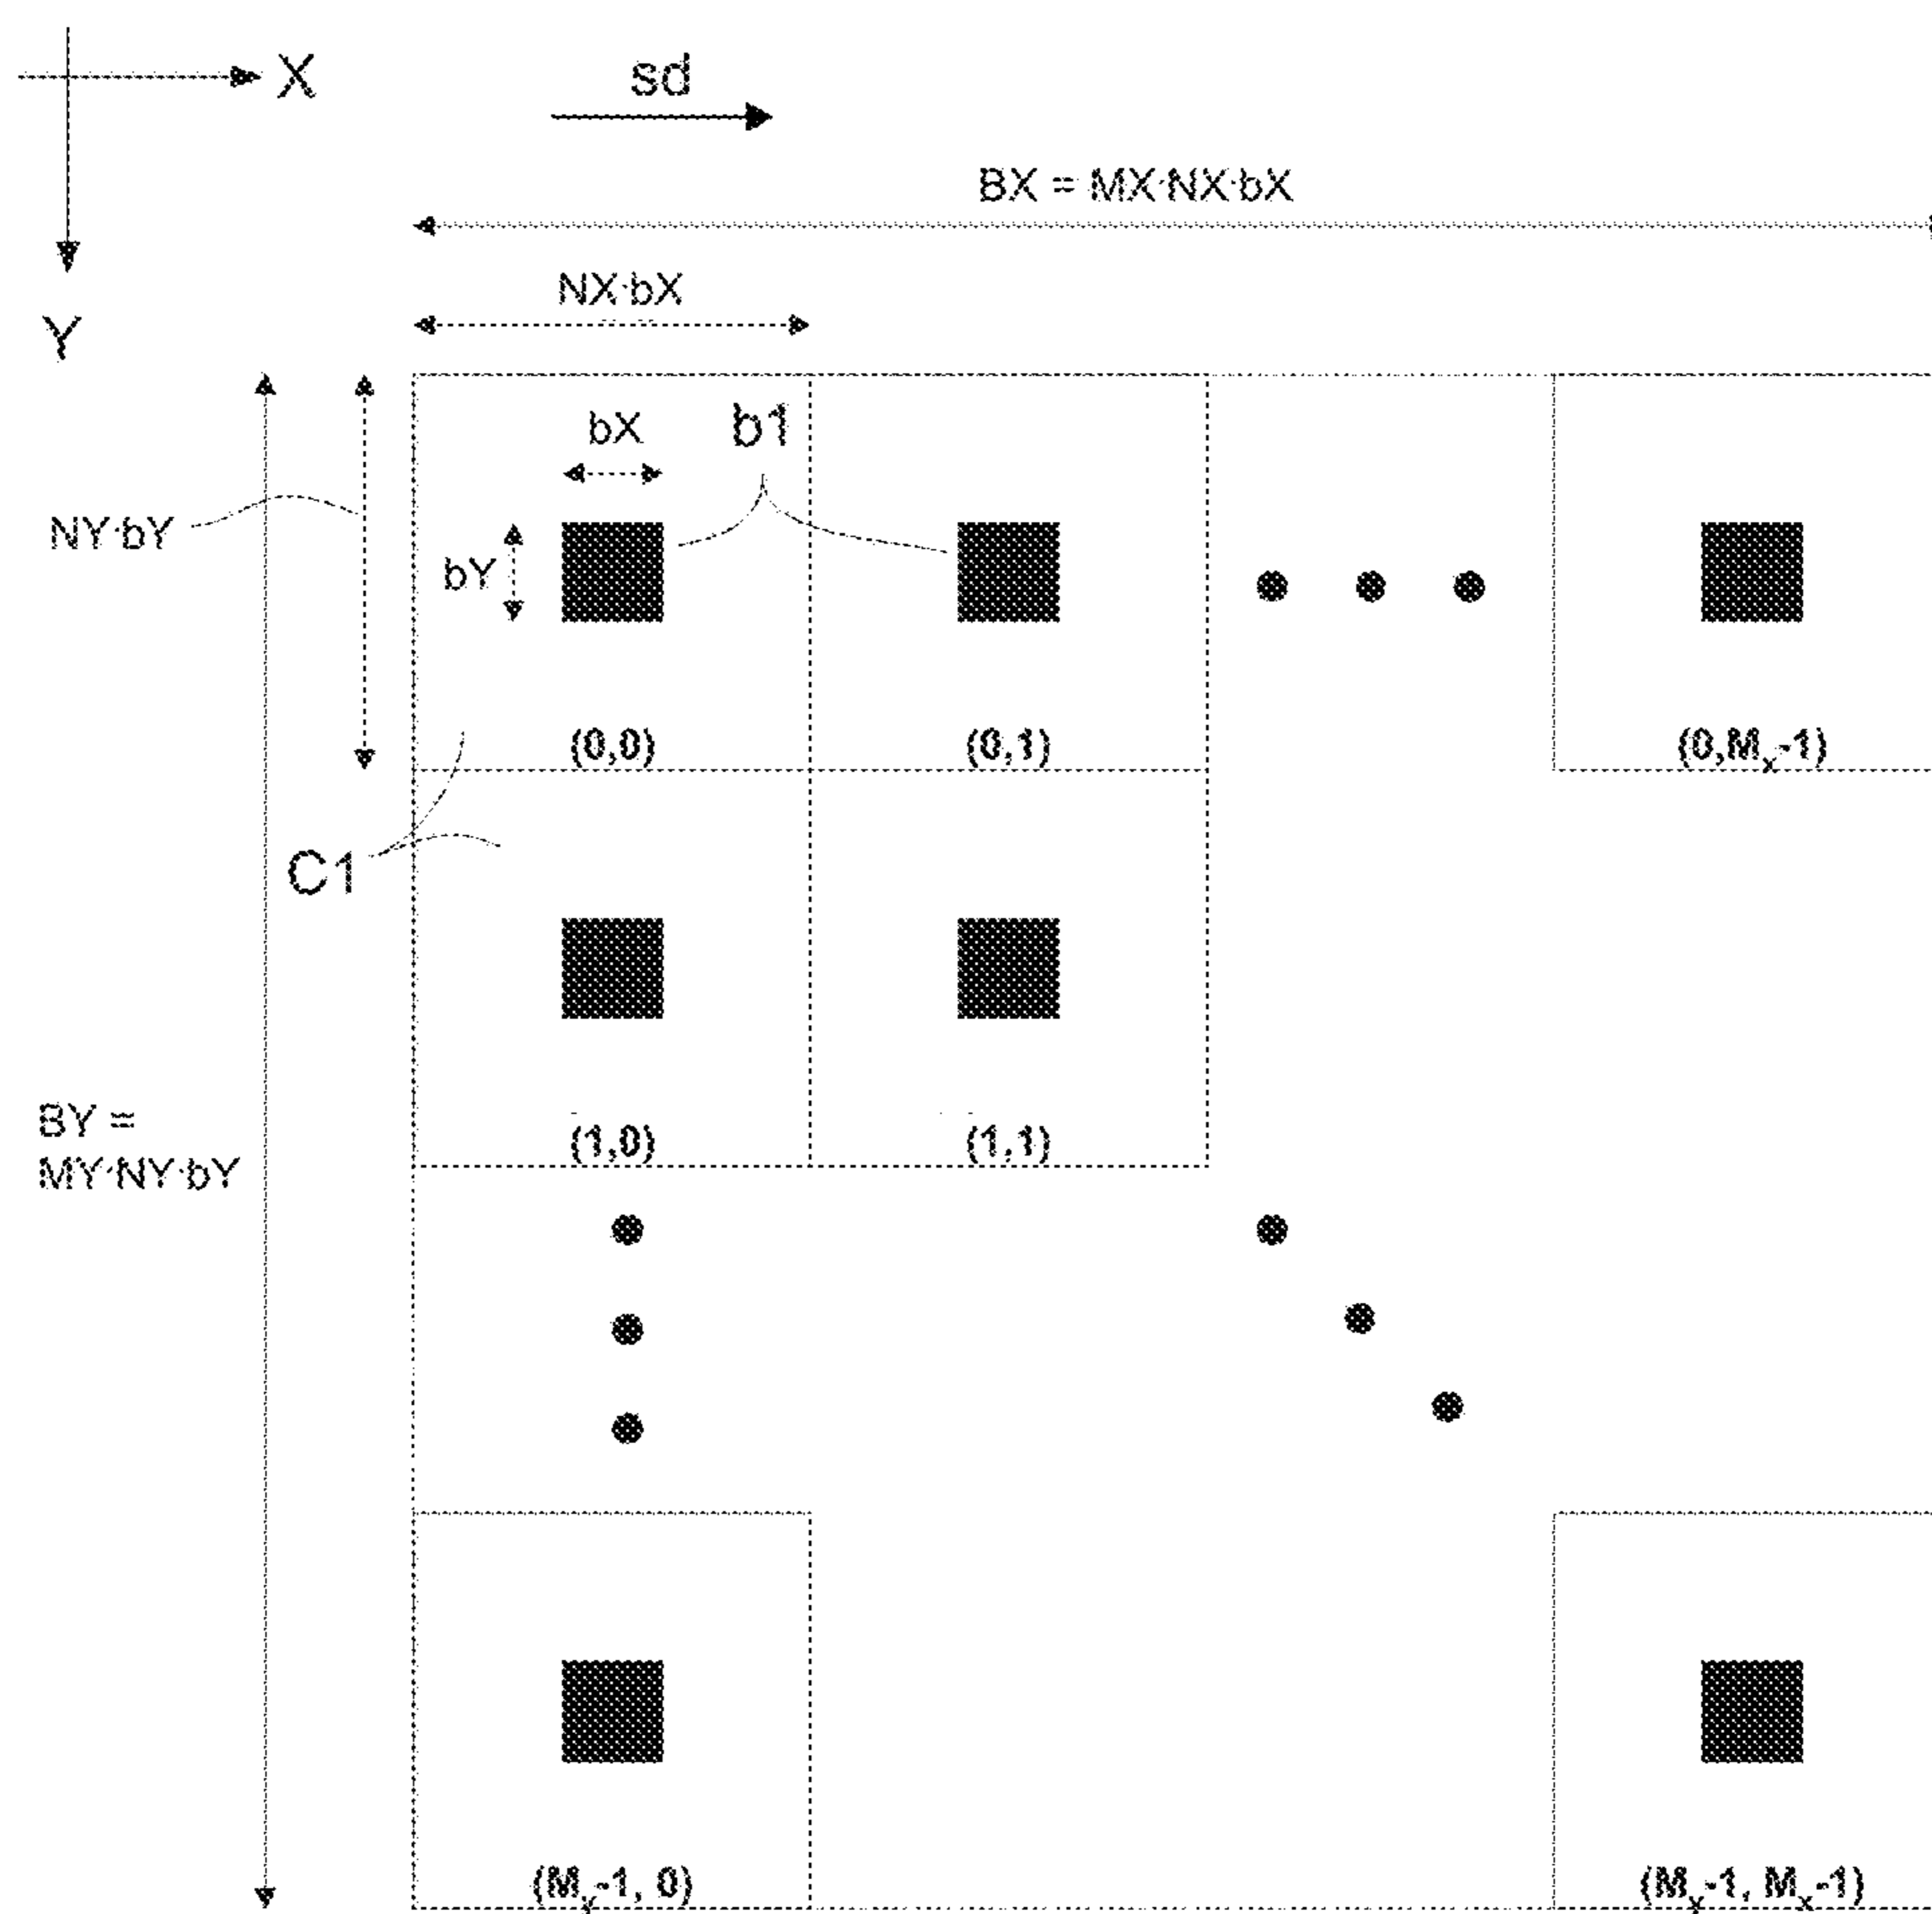 X
sd
BX = MX·NX·bX
NX·bX
Y
bX
b1
NY·bY
bY
(0,0)
(0,1)
(0,Mx-1)
C1
BY =
MY·NY·bY
(1,0)
(1,1)
(My-1, 0)
(Mx-1, Mx-1)